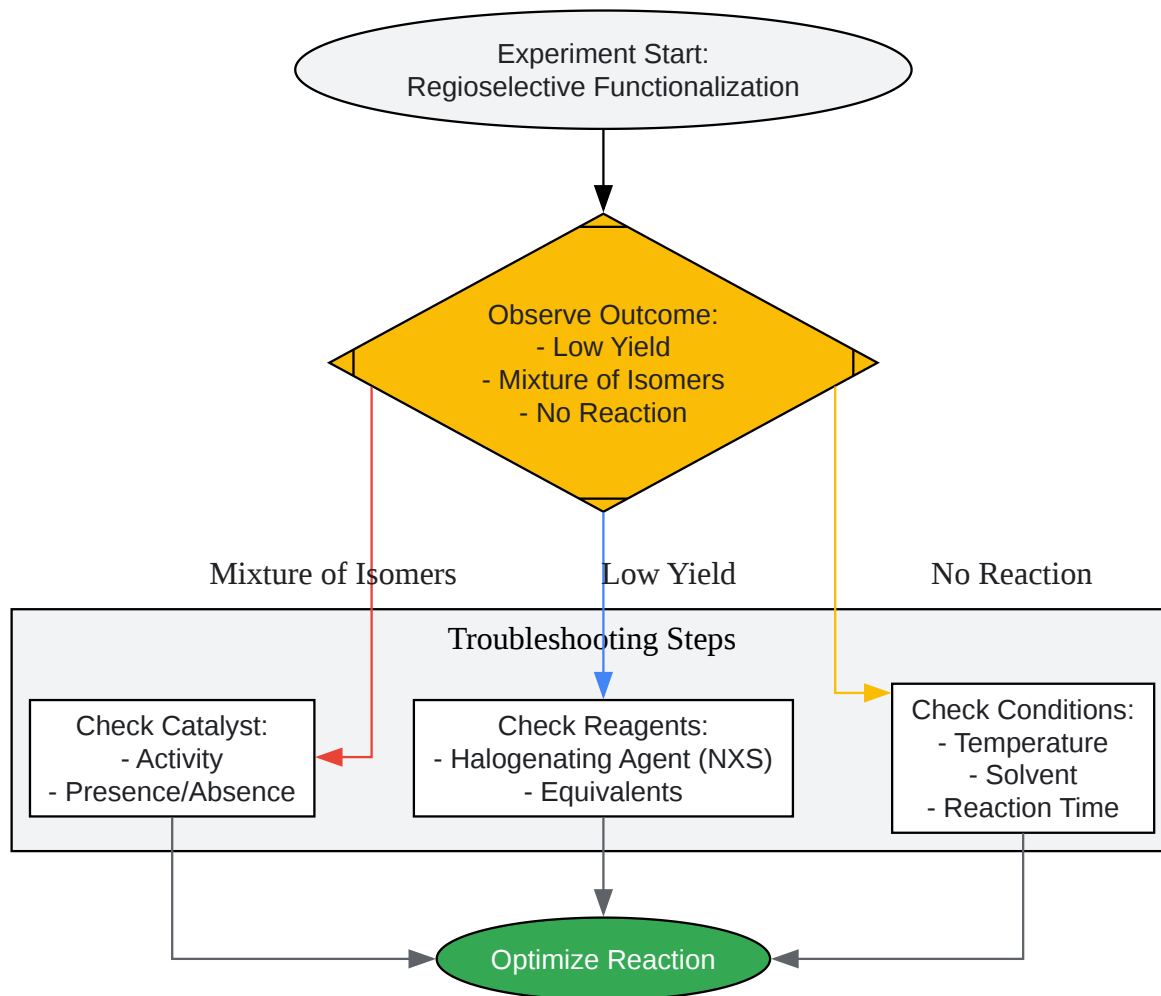 Experiment Start:
Regioselective Functionalization
Observe Outcome:
- Low Yield
- Mixture of Isomers
- No Reaction
Mixture of Isomers
Low Yield
No Reaction
Troubleshooting Steps
Check Catalyst:
- Activity
- Presence/Absence
Check Reagents:
- Halogenating Agent (NXS)
- Equivalents
Check Conditions:
- Temperature
- Solvent
- Reaction Time
Optimize Reaction